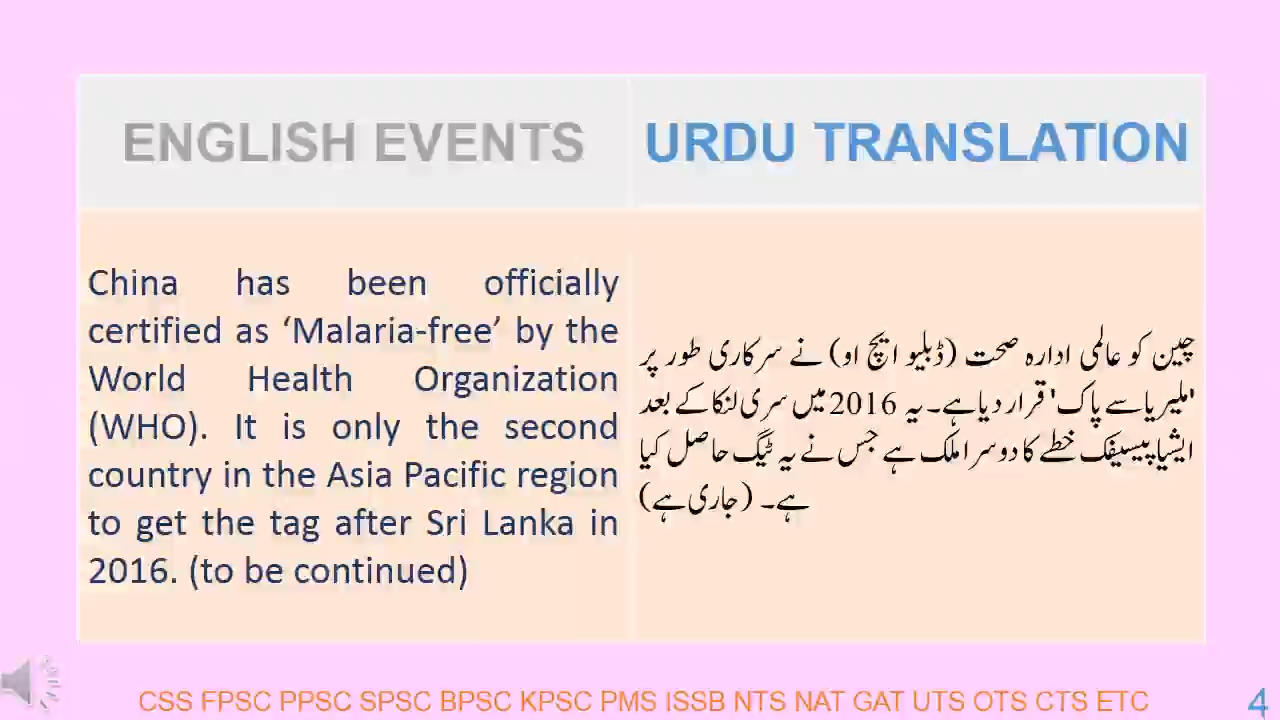 ENGLISH EVENTS
URDU TRANSLATION
China has been officially
certified as ‘Malaria-free’ by the
World Health Organization
(WHO). It is only the second
country in the Asia Pacific region
to get the tag after Sri Lanka in
2016. (to be continued)
چین کو عالمی ادارہ صحت (ڈبلیو ایچ او) نے سرکاری طور پر
'ملیریا سے پاک' قرار دیا ہے۔ یہ 2016 میں سری لنکا کے بعد
ایشیا پیسیفک خطے کا دوسرا ملک ہے جس نے یہ ٹیگ حاصل کیا
ہے۔ (جاری ہے)
CSS FPSC PPSC SPSC BPSC KPSC PMS ISSB NTS NAT GAT UTS OTS CTS ETC
4